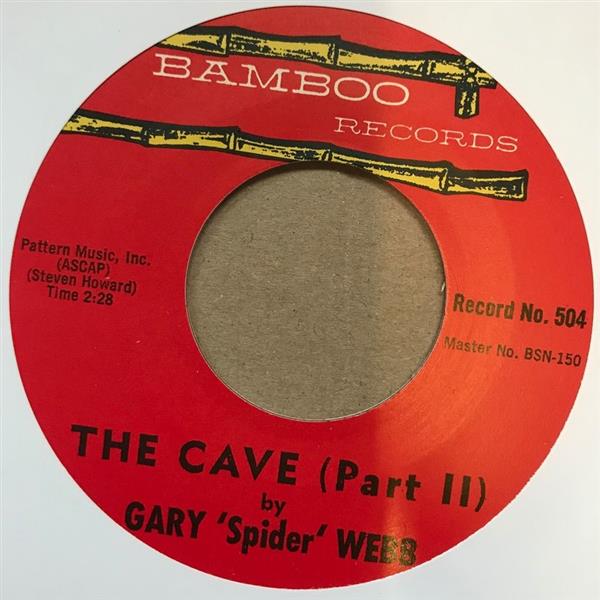 BAMBOO
RECORDS
Pattern Music, Inc.
(ASCAP)
(Steven Howard)
Time 2:28
Record No. 504
Master No. BSN-150
THE CAVE (Part II)
by
GARY 'Spider' WEBB